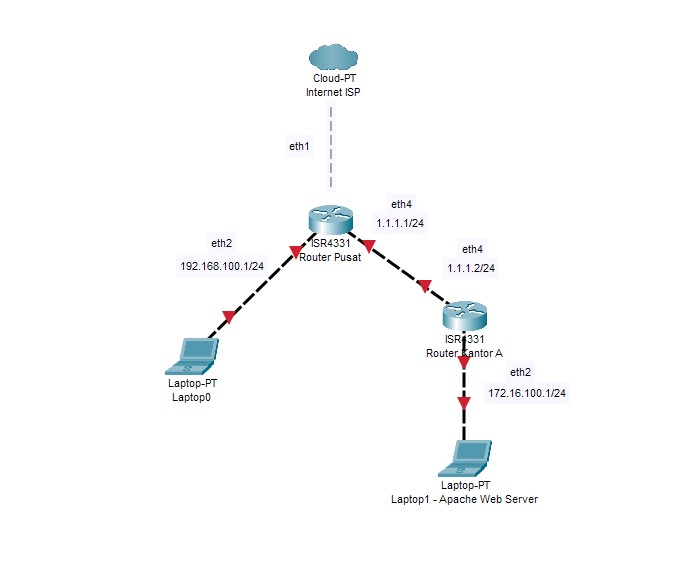 Cloud-PT
Internet ISP
eth1
eth4
1.1.1.1/24
ISR4331
Router Pusat
eth2
192.168.100.1/24
eth4
1.1.1.2/24
ISR4331
Router Kantor A
Laptop-PT
Laptop0
eth2
172.16.100.1/24
Laptop-PT
Laptop1 - Apache Web Server